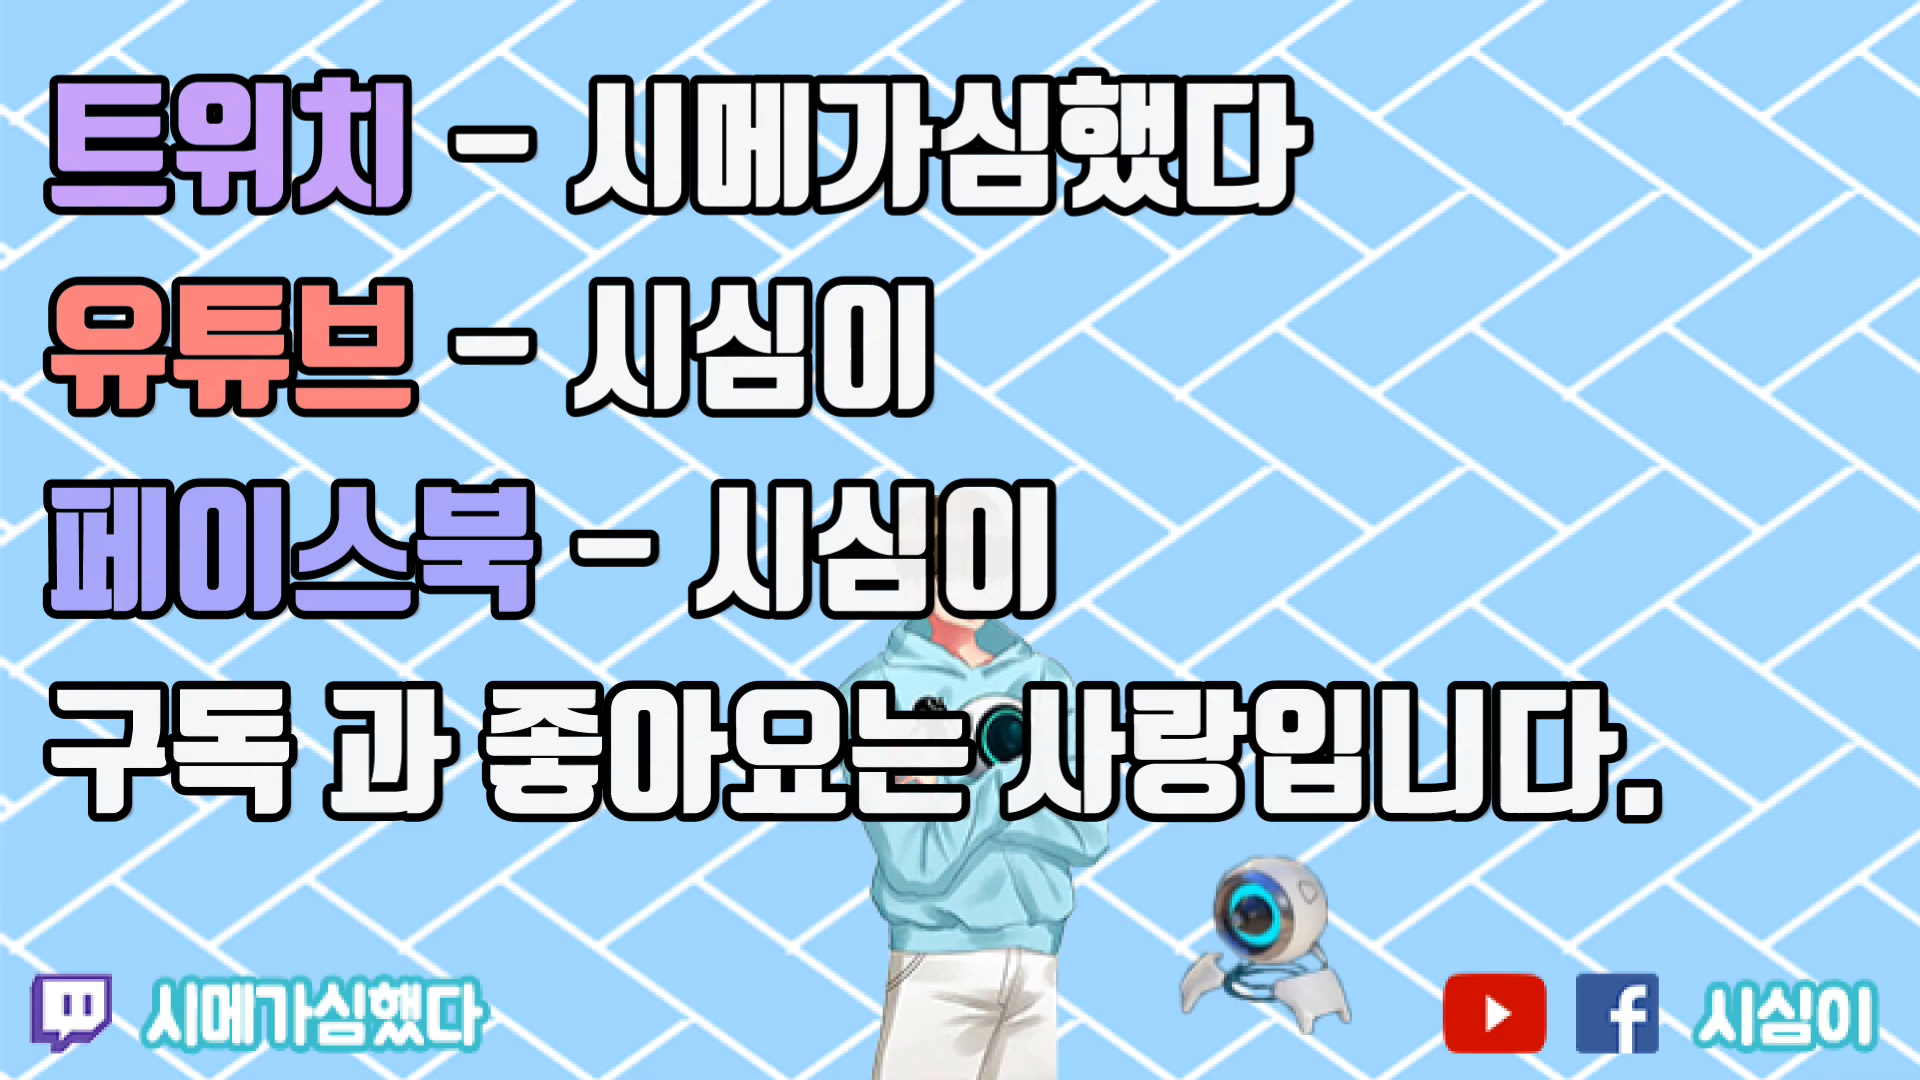 트위치 - 시메가심했다
유튜브 - 시심이
페이스북 - 시심이
구독 과 좋아요는 사랑입니다.
시메가심했다
시심이